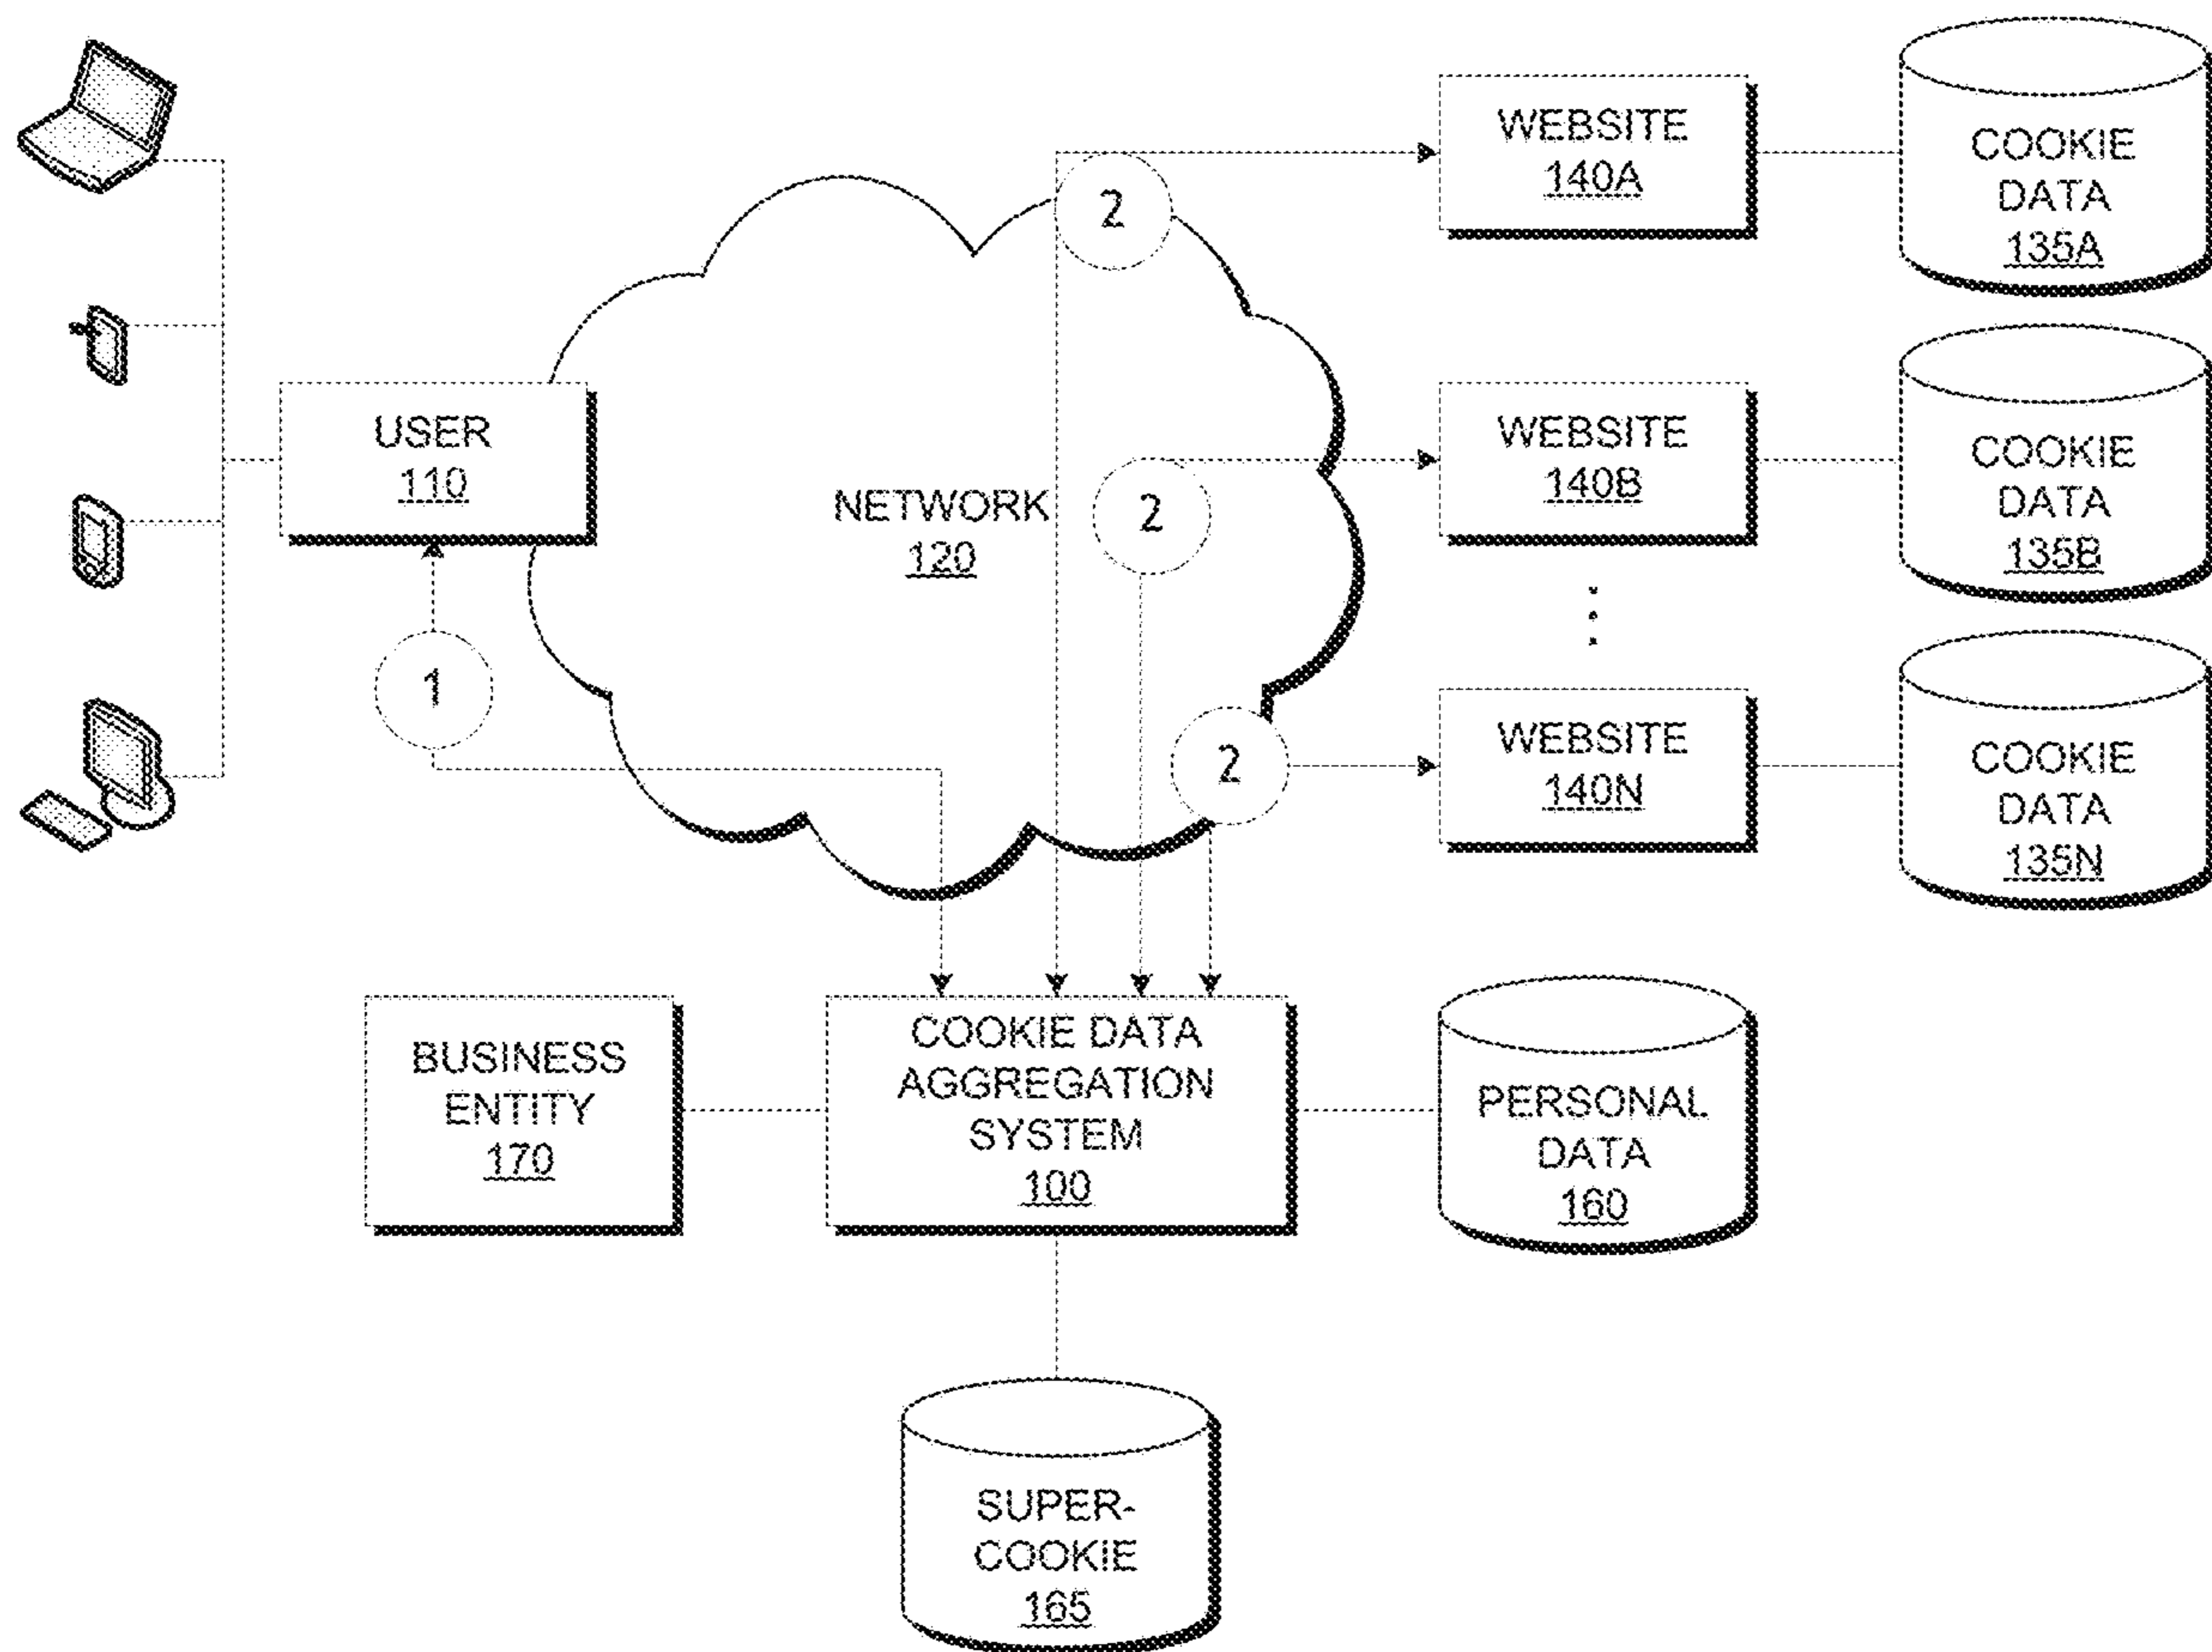 WEBSITE
140A
COOKIE
DATA
135A
2
USER
110
NETWORK
120
2
WEBSITE
140B
COOKIE
DATA
135B
1
2
WEBSITE
140N
COOKIE
DATA
135N
BUSINESS
ENTITY
170
COOKIE DATA
AGGREGATION
SYSTEM
100
PERSONAL
DATA
160
SUPER-
COOKIE
165